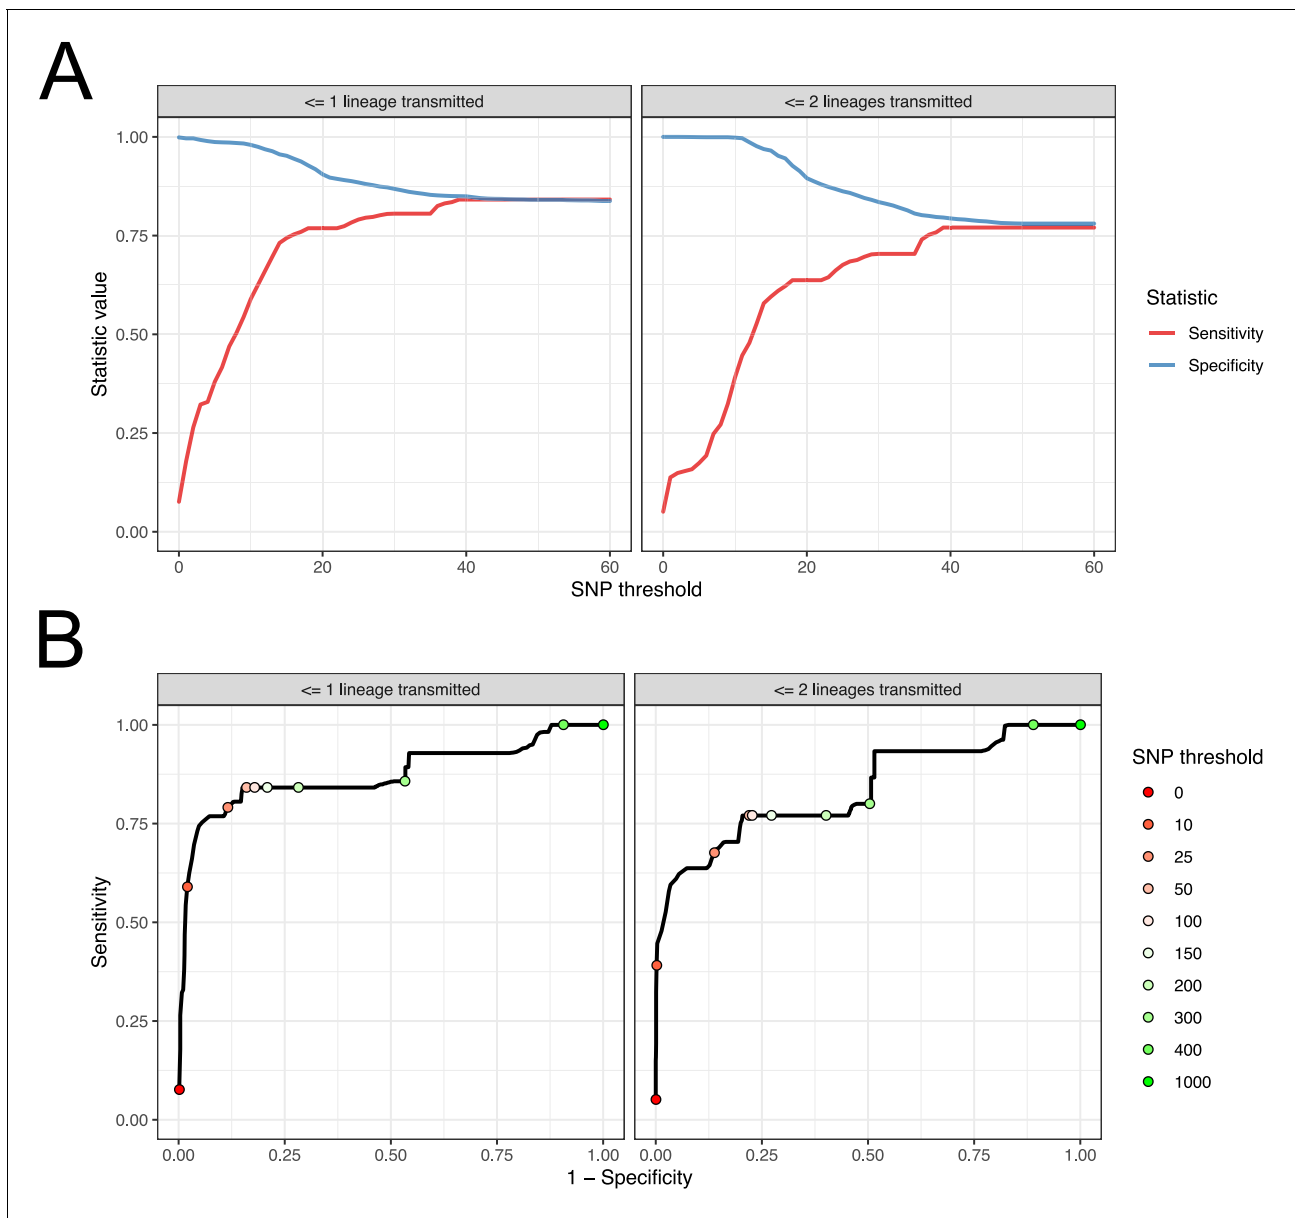 A
<= 1 lineage transmitted
<= 2 lineages transmitted
1.00
0.75
0.50
0.25
0.00
Statistic value
0 20 40 60
0 20 40 60
SNP threshold
Statistic
Sensitivity
Specificity
B
<= 1 lineage transmitted
<= 2 lineages transmitted
1.00
0.75
0.50
0.25
0.00
Sensitivity
0.00 0.25 0.50 0.75 1.00
0.00 0.25 0.50 0.75 1.00
1 − Specificity
SNP threshold
0
10
25
50
100
150
200
300
400
1000